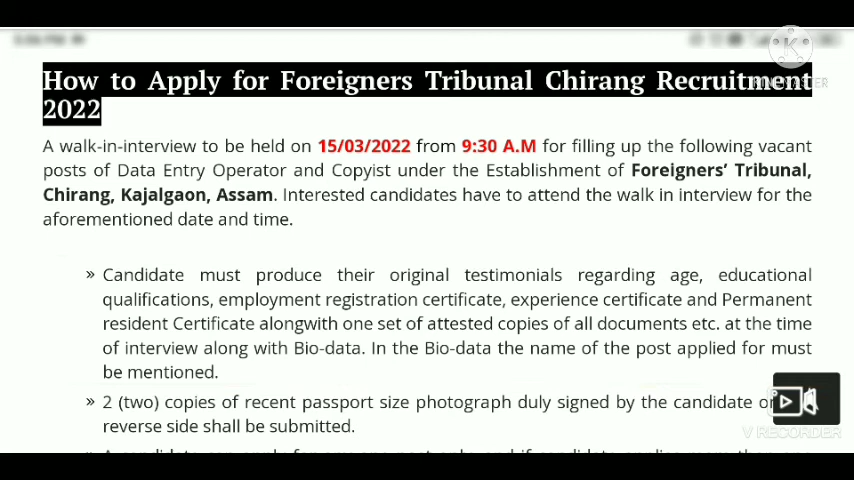 How to Apply for Foreigners Tribunal Chirang Recruitment
2022
A walk-in-interview to be held on 15/03/2022 from 9:30 A.M for filling up the following vacant
posts of Data Entry Operator and Copyist under the Establishment of Foreigners’ Tribunal,
Chirang, Kajalgaon, Assam. Interested candidates have to attend the walk in interview for the
aforementioned date and time.
» Candidate must produce their original testimonials regarding age, educational
qualifications, employment registration certificate, experience certificate and Permanent
resident Certificate alongwith one set of attested copies of all documents etc. at the time
of interview along with Bio-data. In the Bio-data the name of the post applied for must
be mentioned.
» 2 (two) copies of recent passport size photograph duly signed by the candidate
reverse side shall be submitted.
V RECORDER